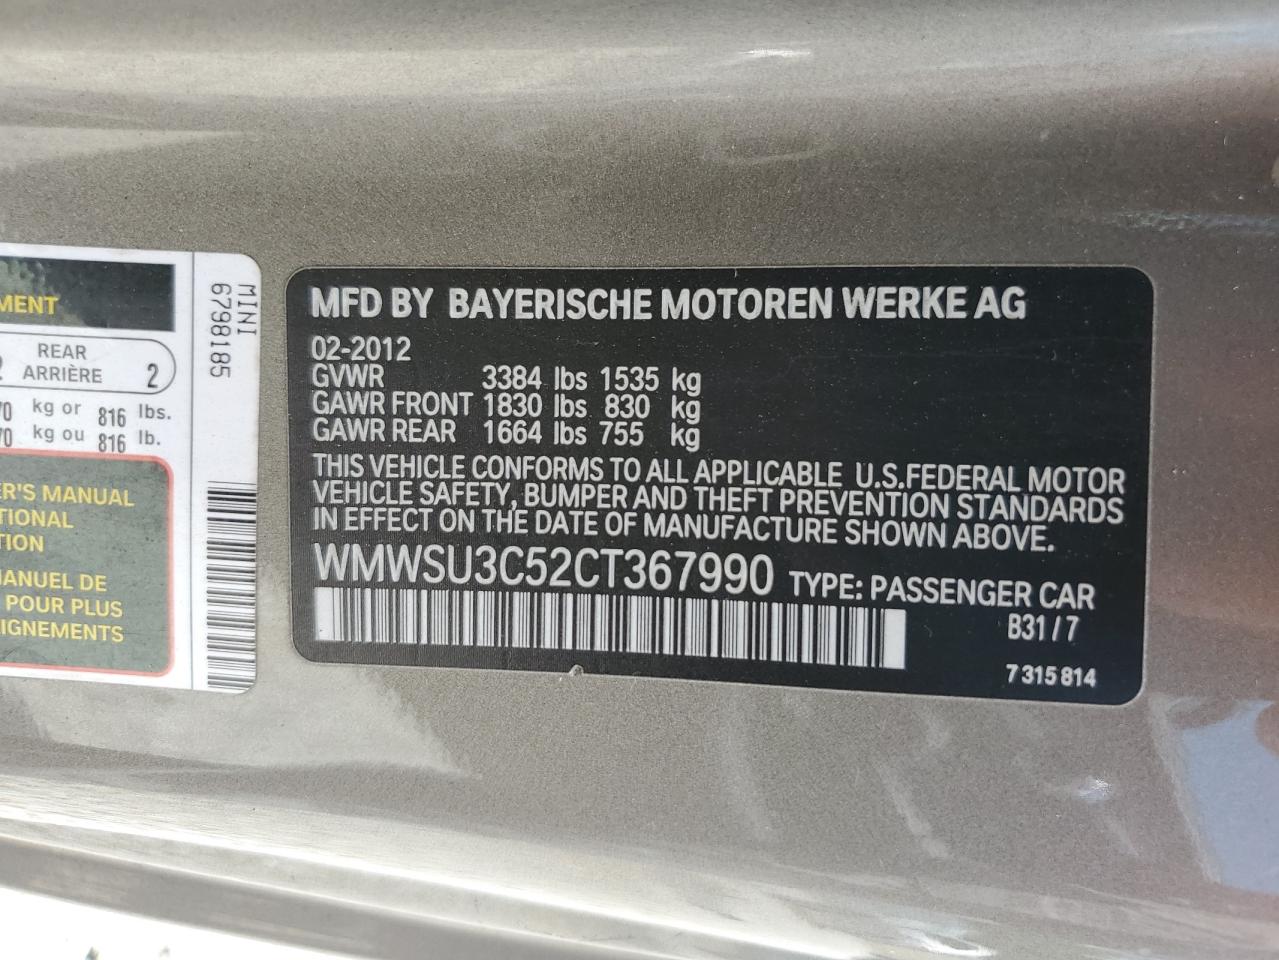 MENT
REAR
ARRIÈRE 2
70 kg or 816 lbs.
70 kg ou 816 lb.
ER'S MANUAL
TIONAL
TION
MANUEL DE
POUR PLUS
EIGNEMENTS
MINI
6798185
MFD BY BAYERISCHE MOTOREN WERKE AG
02-2012
GVWR 3384 lbs 1535 kg
GAWR FRONT 1830 lbs 830 kg
GAWR REAR 1664 lbs 755 kg
THIS VEHICLE CONFORMS TO ALL APPLICABLE U.S.FEDERAL MOTOR
VEHICLE SAFETY, BUMPER AND THEFT PREVENTION STANDARDS
IN EFFECT ON THE DATE OF MANUFACTURE SHOWN ABOVE.
WMWSU3C52CT367990 TYPE: PASSENGER CAR
B31/7
7 315 814